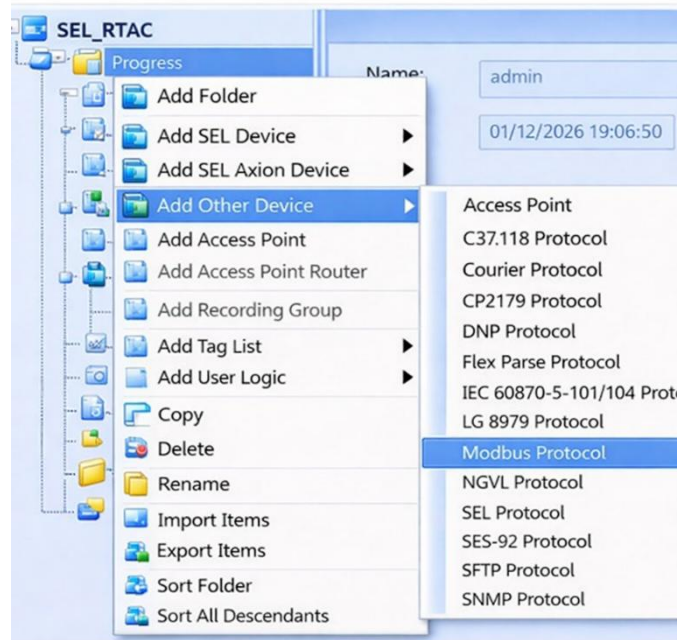 SEL_RTAC
Progress
Name:
admin
01/12/2026 19:06:50
Add Folder
Add SEL Device
Add SEL Axion Device
Add Other Device
Add Access Point
Add Access Point Router
Add Recording Group
Add Tag List
Add User Logic
Copy
Delete
Rename
Import Items
Export Items
Sort Folder
Sort All Descendants
Access Point
C37.118 Protocol
Courier Protocol
CP2179 Protocol
DNP Protocol
Flex Parse Protocol
IEC 60870-5-101/104 Proto
LG 8979 Protocol
Modbus Protocol
NGVL Protocol
SEL Protocol
SES-92 Protocol
SFTP Protocol
SNMP Protocol